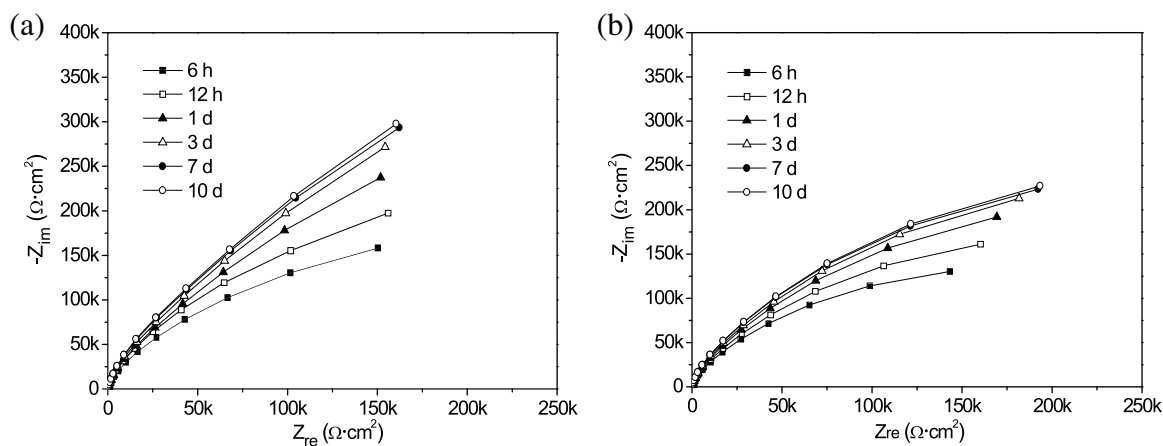 (a)
400k
350k
300k
250k
200k
150k
100k
50k
0
-Z_im (Ω·cm²)
6 h
12 h
1 d
3 d
7 d
10 d
0 50k 100k 150k 200k 250k
Z_re (Ω·cm²)
(b)
400k
350k
300k
250k
200k
150k
100k
50k
0
-Z_im (Ω·cm²)
6 h
12 h
1 d
3 d
7 d
10 d
0 50k 100k 150k 200k 250k
Zre (Ω·cm²)